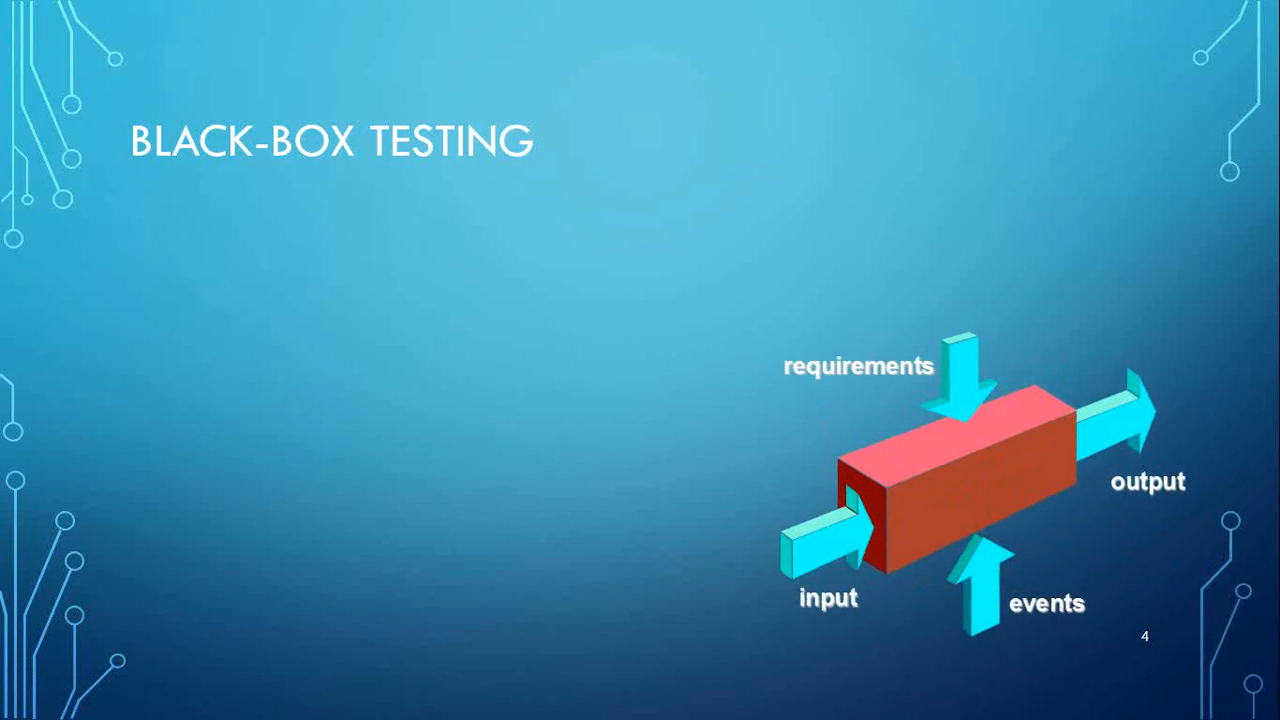 BLACK-BOX TESTING
requirements
output
input
events
4